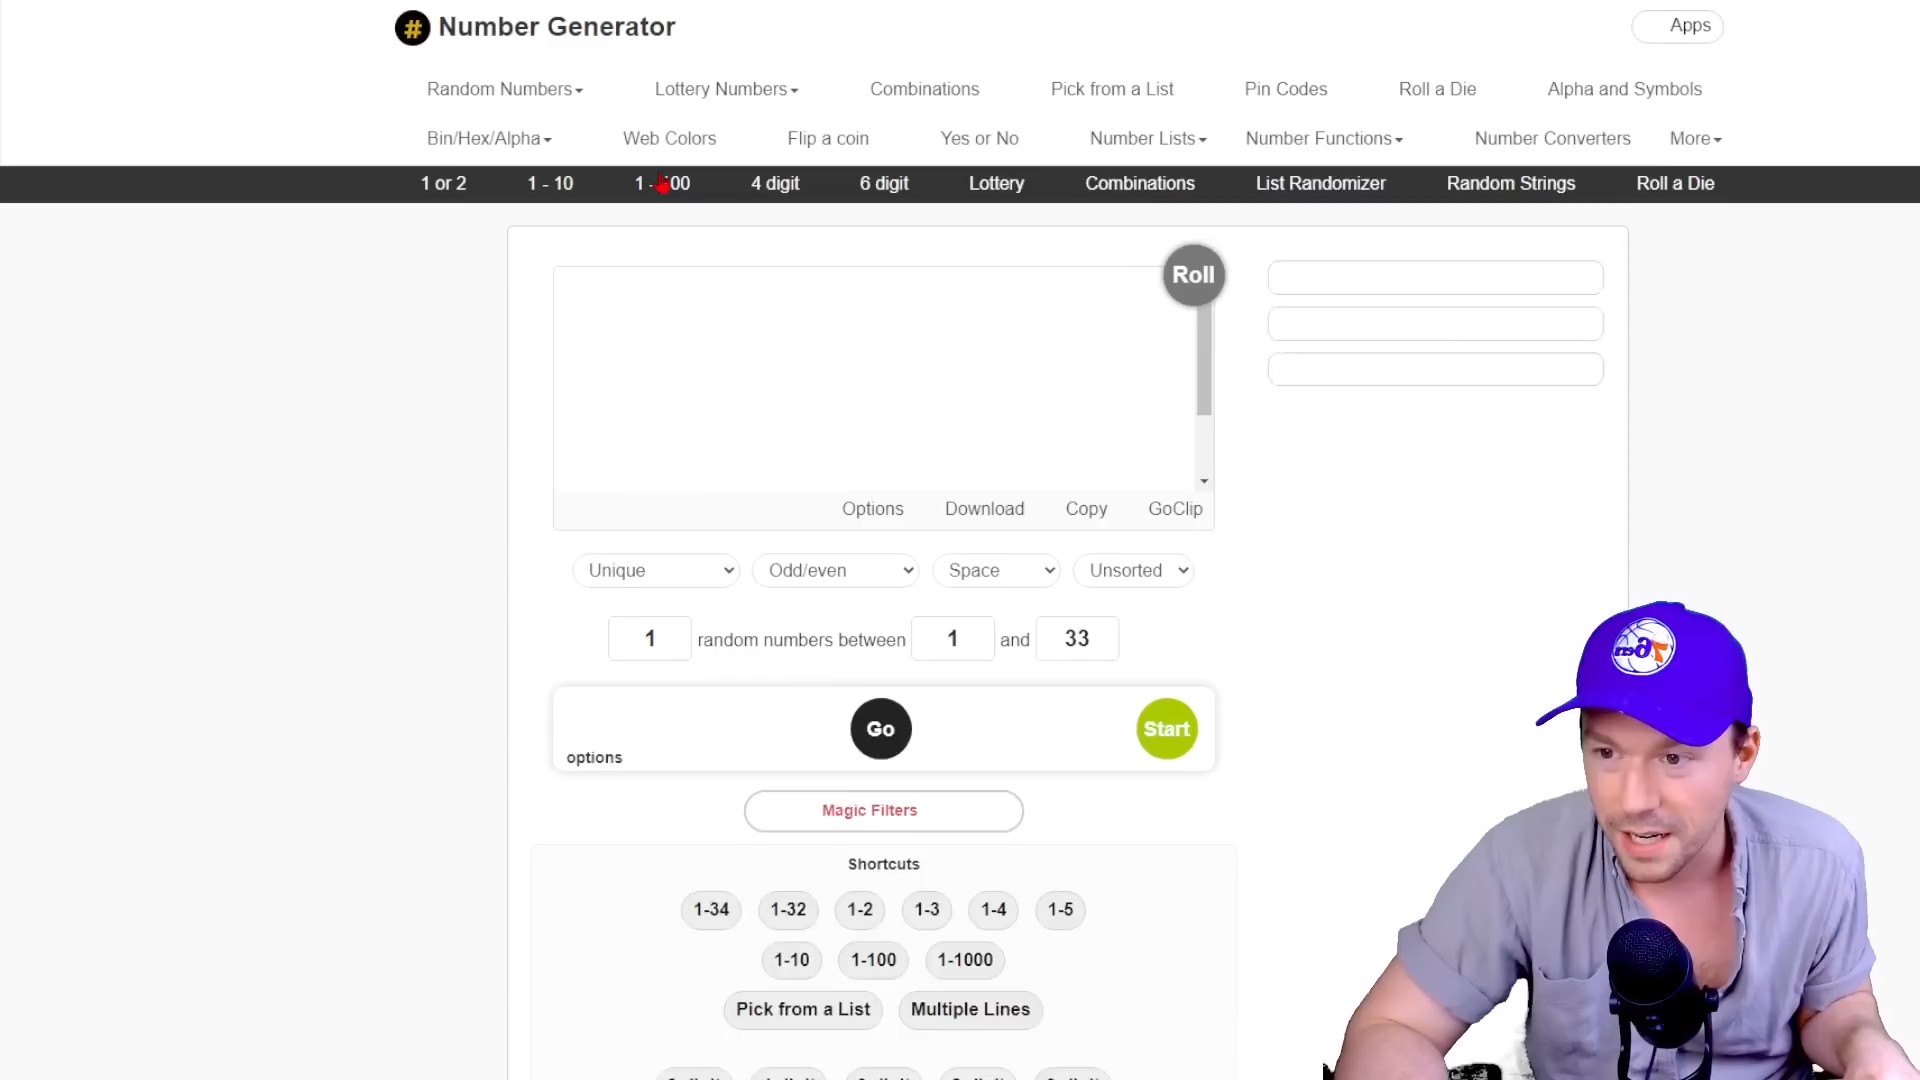 # Number Generator
Apps
Random Numbers
Lottery Numbers
Combinations
Pick from a List
Pin Codes
Roll a Die
Alpha and Symbols
Bin/Hex/Alpha
Web Colors
Flip a coin
Yes or No
Number Lists
Number Functions
Number Converters
More
1 or 2
1 - 10
4 digit
6 digit
Lottery
Combinations
List Randomizer
Random Strings
Roll a Die
Roll
Options
Download
Copy
GoClip
Unique
Odd/even
Space
Unsorted
1 random numbers between 1 and 33
Go
Start
options
Magic Filters
Shortcuts
1-34
1-32
1-2
1-3
1-4
1-5
1-10
1-100
1-1000
Pick from a List
Multiple Lines